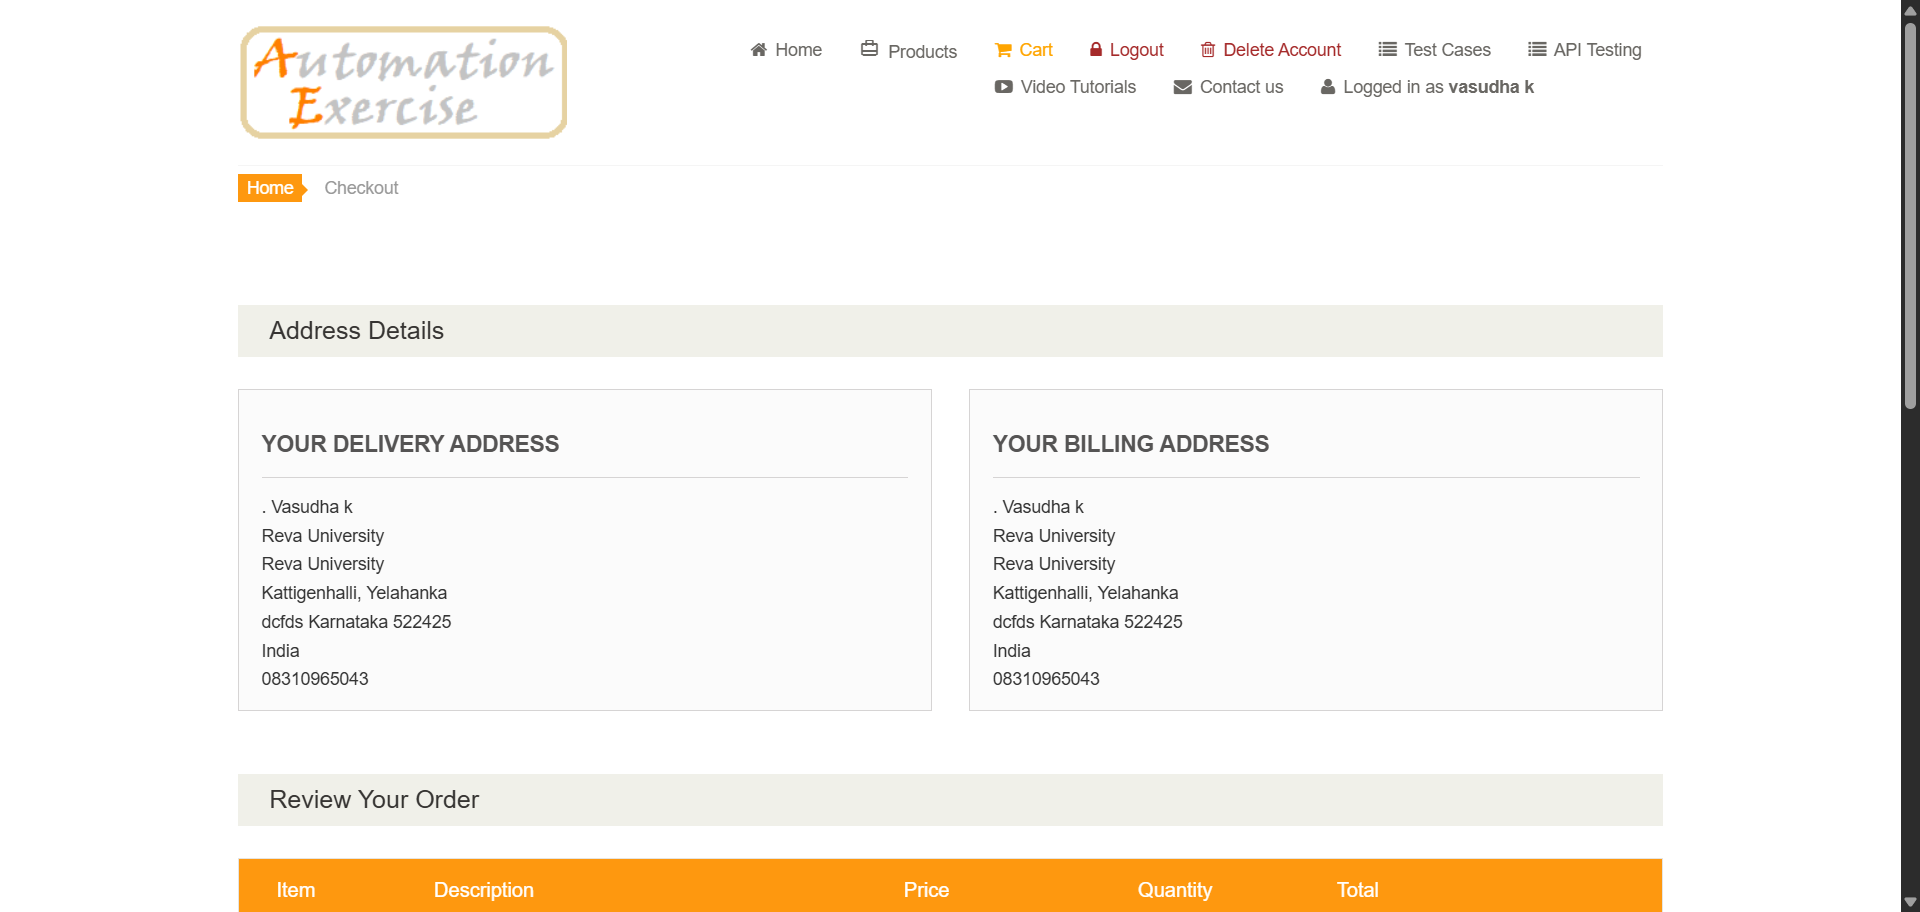 Automation
Exercise
Home Products Cart Logout Delete Account Test Cases API Testing
Video Tutorials Contact us Logged in as vasudha k
Home Checkout
Address Details
YOUR DELIVERY ADDRESS
. Vasudha k
Reva University
Reva University
Kattigenhalli, Yelahanka
dcfds Karnataka 522425
India
08310965043
YOUR BILLING ADDRESS
. Vasudha k
Reva University
Reva University
Kattigenhalli, Yelahanka
dcfds Karnataka 522425
India
08310965043
Review Your Order
Item Description Price Quantity Total